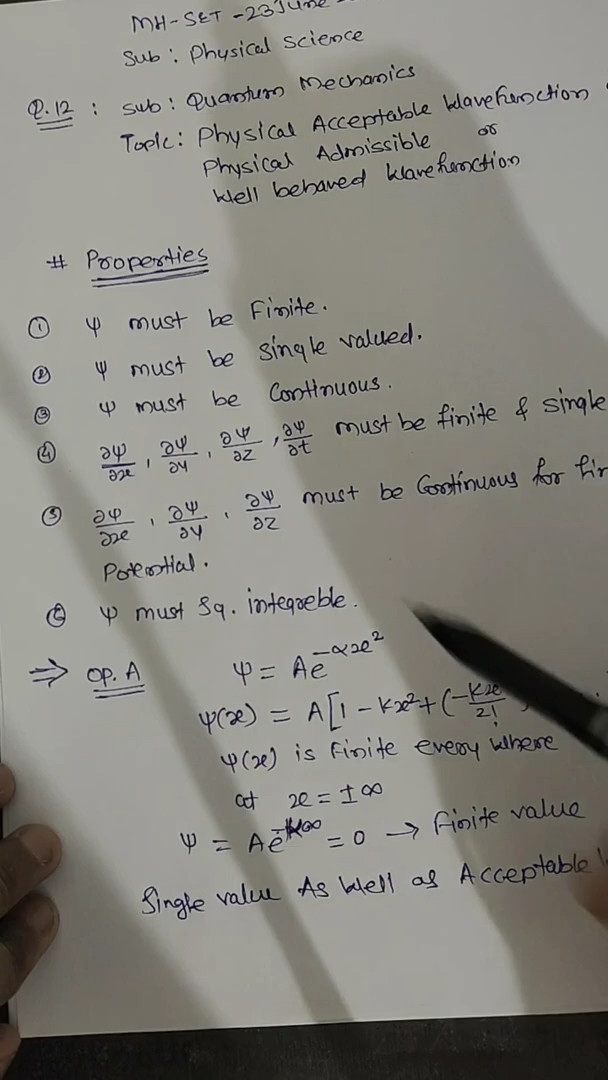 MH-SET -23 June
Sub: Physical Science
Q.12 : Sub: Quantum Mechanics
Topic: Physical Acceptable Wavefunction or
Physical Admissible
Well behaved Wavefunction
# Properties
① ψ must be Finite.
② ψ must be single valued.
③ ψ must be Continuous.
④ ∂ψ/∂x, ∂ψ/∂y, ∂ψ/∂z, ∂ψ/∂t must be finite & single
⑤ ∂ψ/∂x, ∂ψ/∂y, ∂ψ/∂z must be Continuous for
Potential.
⑥ ψ must Sq. integreble.
⇒ OP. A ψ = Ae^-αx²
ψ(x) = A[1 - Kx² + (-Kx
2!
ψ(x) is finite every where
at x = ±∞
ψ = Ae^-∞ = 0 → Finite value
Single value As Well as Acceptable